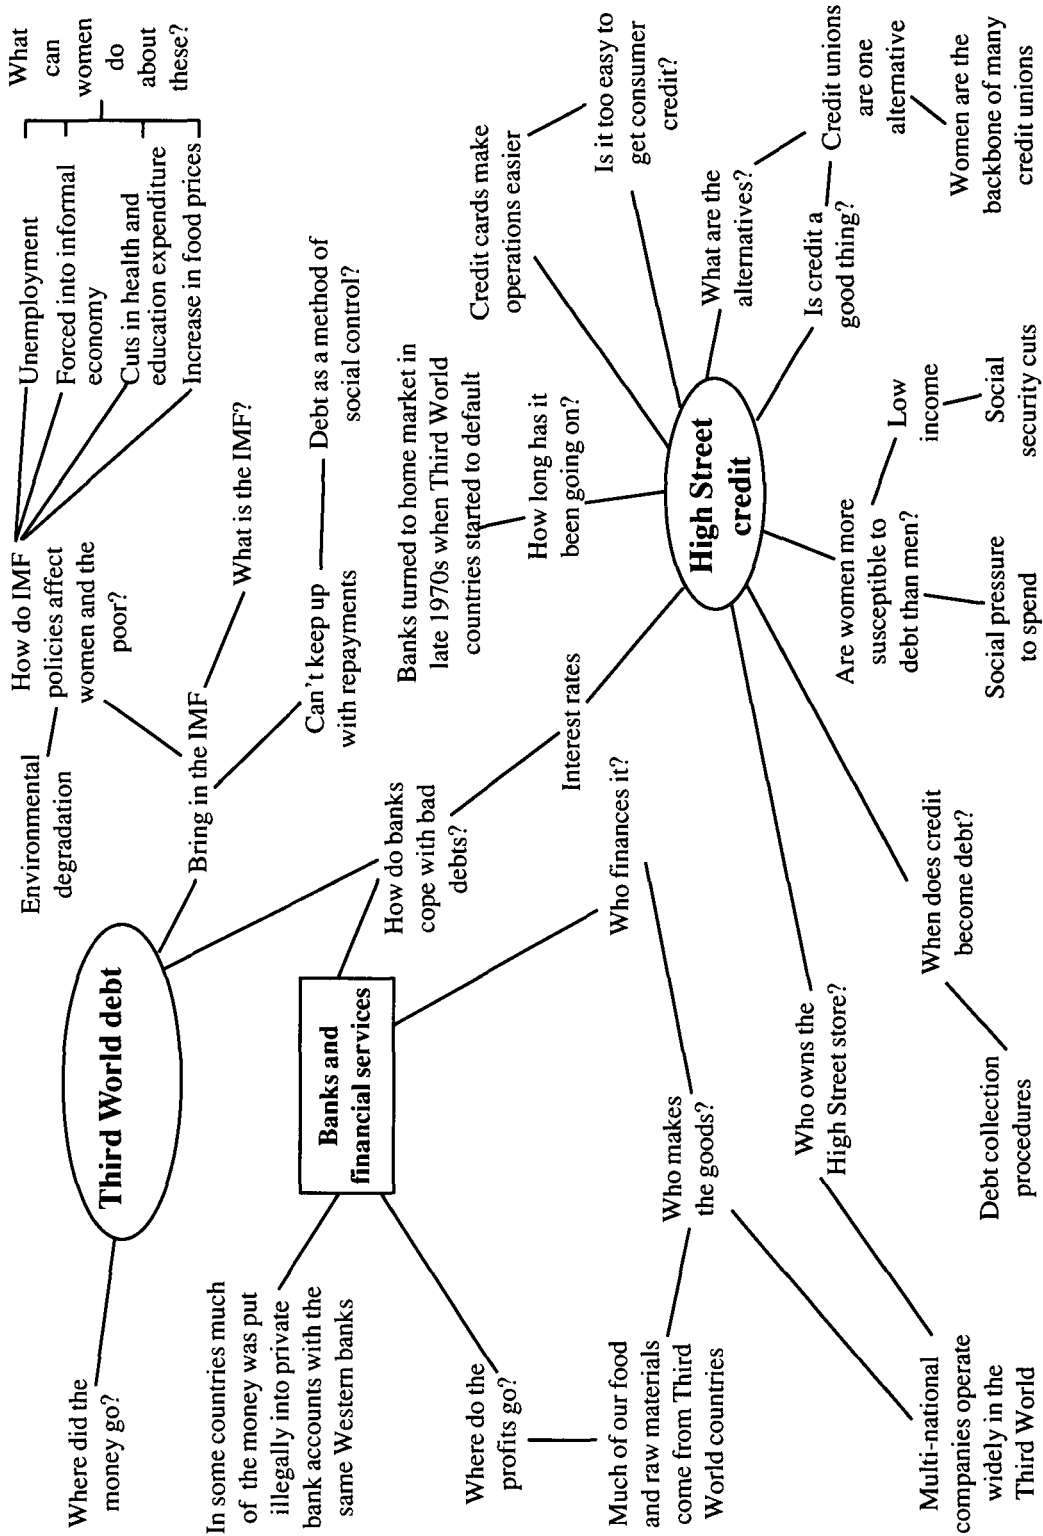 Where did the
money go?
Third World debt
Environmental
degradation
How do IMF
policies affect
women and the
poor?
Unemployment
Forced into informal
economy
Cuts in health and
education expenditure
Increase in food prices
What
can
women
do
about
these?
Bring in the IMF
What is the IMF?
Can't keep up
with repayments
Debt as a method of
social control?
In some countries much
of the money was put
illegally into private
bank accounts with the
same Western banks
Banks and
financial services
How do banks
cope with bad
debts?
Interest rates
Banks turned to home market in
late 1970s when Third World
countries started to default
How long has it
been going on?
Credit cards make
operations easier
Is it too easy to
get consumer
credit?
Where do the
profits go?
Much of our food
and raw materials
come from Third
World countries
Who makes
the goods?
Who finances it?
High Street
credit
What are the
alternatives?
Is credit a
good thing?
Credit unions
are one
alternative
Women are the
backbone of many
credit unions
Who owns the
High Street store?
Are women more
susceptible to
debt than men?
Low
income
Social
security cuts
Social pressure
to spend
When does credit
become debt?
Debt collection
procedures
Multi-national
companies operate
widely in the
Third World